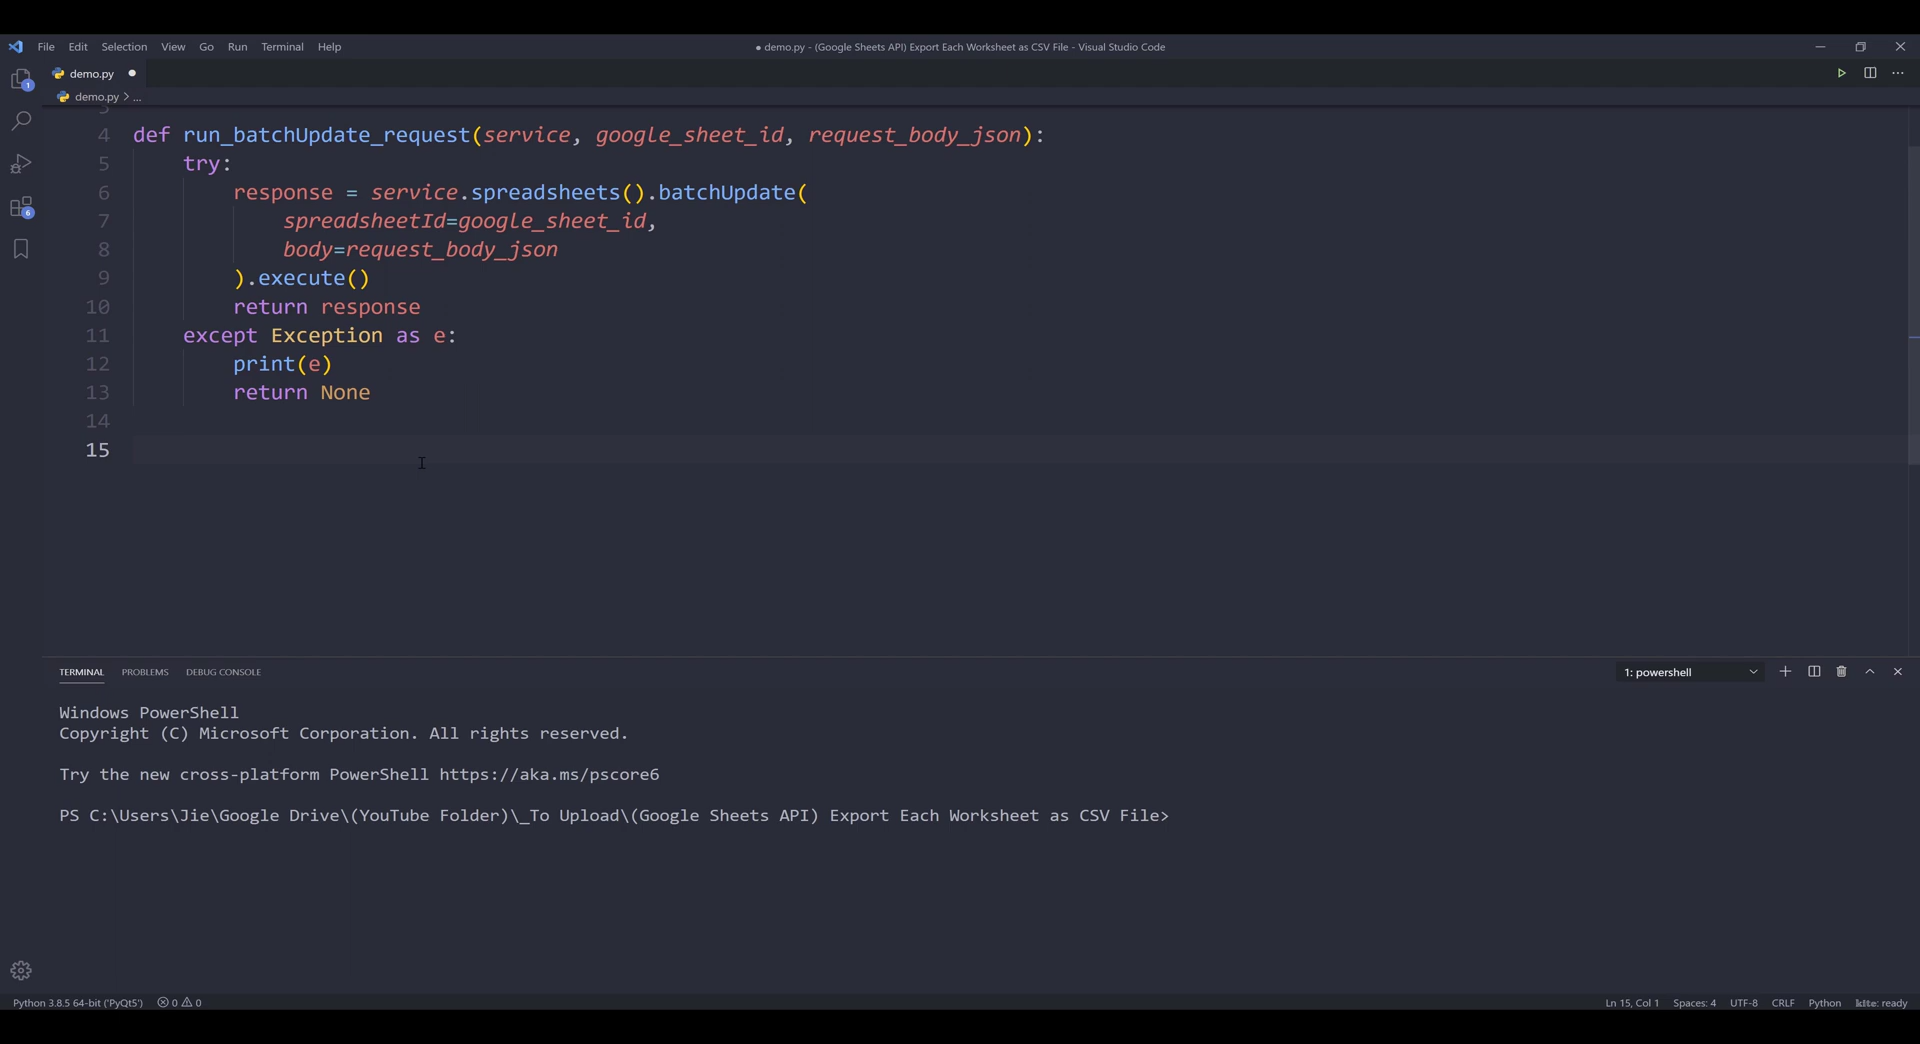 File Edit Selection View Go Run Terminal Help
● demo.py - (Google Sheets API) Export Each Worksheet as CSV File - Visual Studio Code
demo.py ●
demo.py > ...
1
6
3
4 def run_batchUpdate_request(service, google_sheet_id, request_body_json):
5 try:
6 response = service.spreadsheets().batchUpdate(
7 spreadsheetId=google_sheet_id,
8 body=request_body_json
9 ).execute()
10 return response
11 except Exception as e:
12 print(e)
13 return None
14
15
TERMINAL PROBLEMS DEBUG CONSOLE
1: powershell
Windows PowerShell
Copyright (C) Microsoft Corporation. All rights reserved.
Try the new cross-platform PowerShell https://aka.ms/pscore6
PS C:\Users\Jie\Google Drive\(YouTube Folder)\_To Upload\(Google Sheets API) Export Each Worksheet as CSV File>
Python 3.8.5 64-bit ('PyQt5') 0 0
Ln 15, Col 1 Spaces: 4 UTF-8 CRLF Python kite: ready